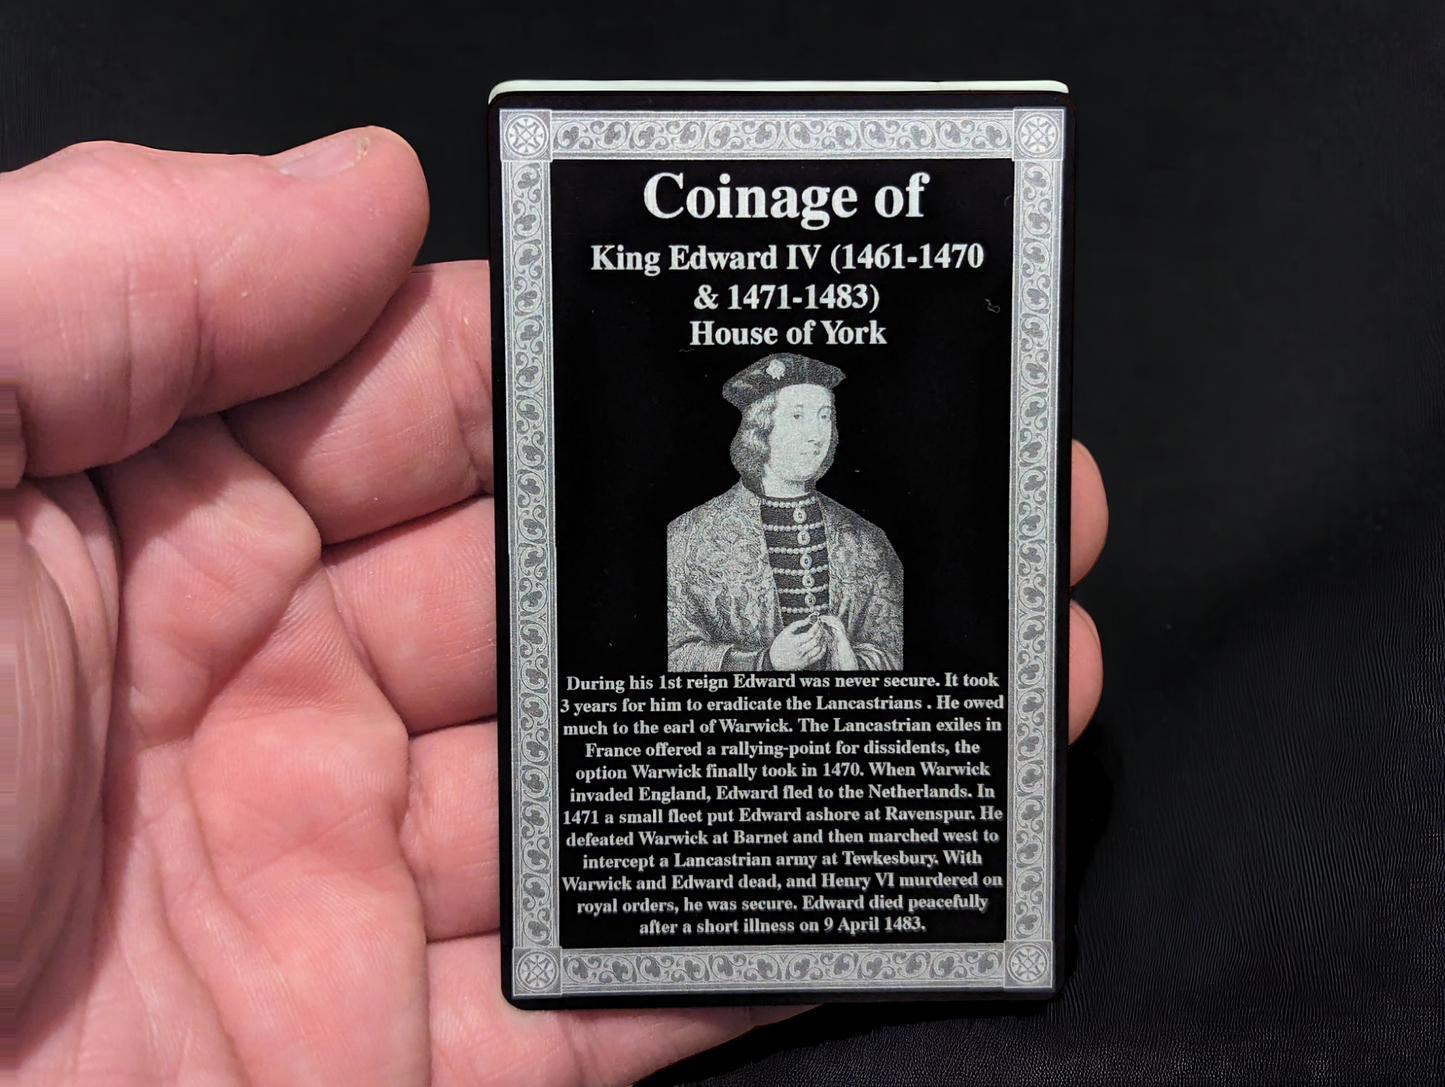 Coinage of
King Edward IV (1461-1470
& 1471-1483)
House of York
During his 1st reign Edward was never secure. It took
3 years for him to eradicate the Lancastrians . He owed
much to the earl of Warwick. The Lancastrian exiles in
France offered a rallying-point for dissidents, the
option Warwick finally took in 1470. When Warwick
invaded England, Edward fled to the Netherlands. In
1471 a small fleet put Edward ashore at Ravenspur. He
defeated Warwick at Barnet and then marched west to
intercept a Lancastrian army at Tewkesbury. With
Warwick and Edward dead, and Henry VI murdered on
royal orders, he was secure. Edward died peacefully
after a short illness on 9 April 1483.